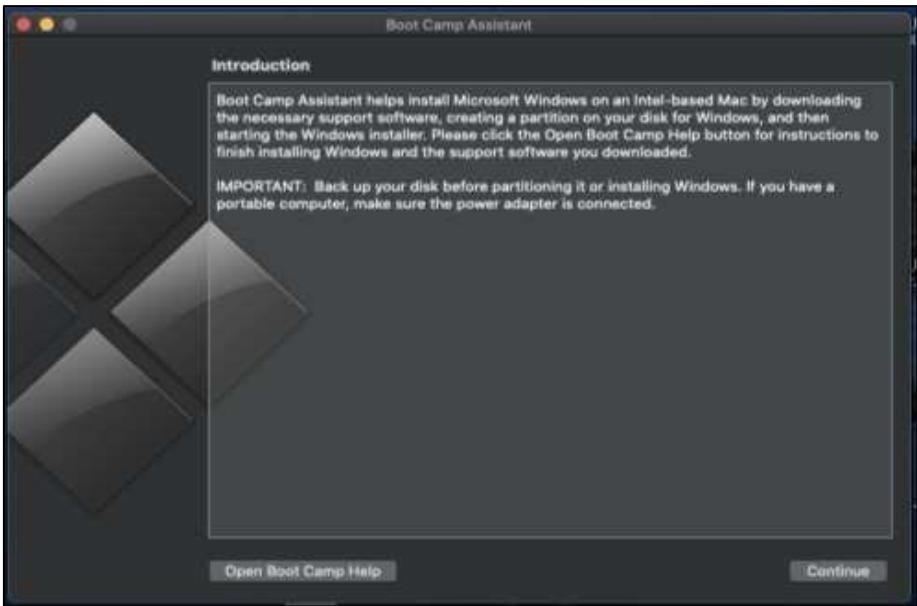 Boot Camp Assistant
Introduction
Boot Camp Assistant helps install Microsoft Windows on an Intel-based Mac by downloading
the necessary support software, creating a partition on your disk for Windows, and then
starting the Windows installer. Please click the Open Boot Camp Help button for instructions to
finish installing Windows and the support software you downloaded.
IMPORTANT: Back up your disk before partitioning it or installing Windows. If you have a
portable computer, make sure the power adapter is connected.
Open Boot Camp Help
Continue